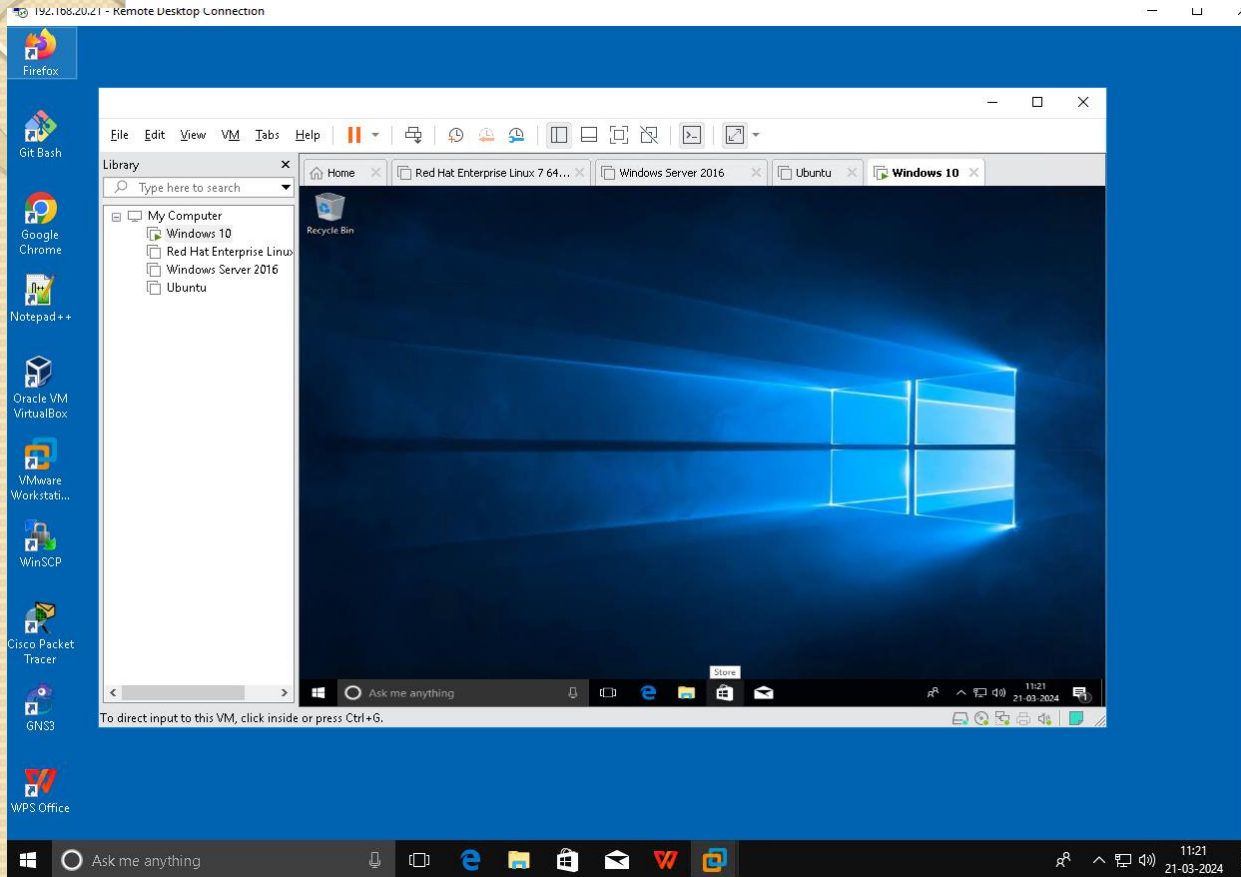 192.168.20.21 - Remote Desktop Connection
Firefox
Git Bash
Google
Chrome
Notepad++
Oracle VM
VirtualBox
VMware
Workstati...
WinSCP
Cisco Packet
Tracer
GNS3
WPS Office
File Edit View VM Tabs Help
Library
Type here to search
My Computer
Windows 10
Red Hat Enterprise Linux
Windows Server 2016
Ubuntu
Home
Red Hat Enterprise Linux 7 64...
Windows Server 2016
Ubuntu
Windows 10
Recycle Bin
Store
Ask me anything
11:21
21-03-2024
To direct input to this VM, click inside or press Ctrl+G.
Ask me anything
11:21
21-03-2024